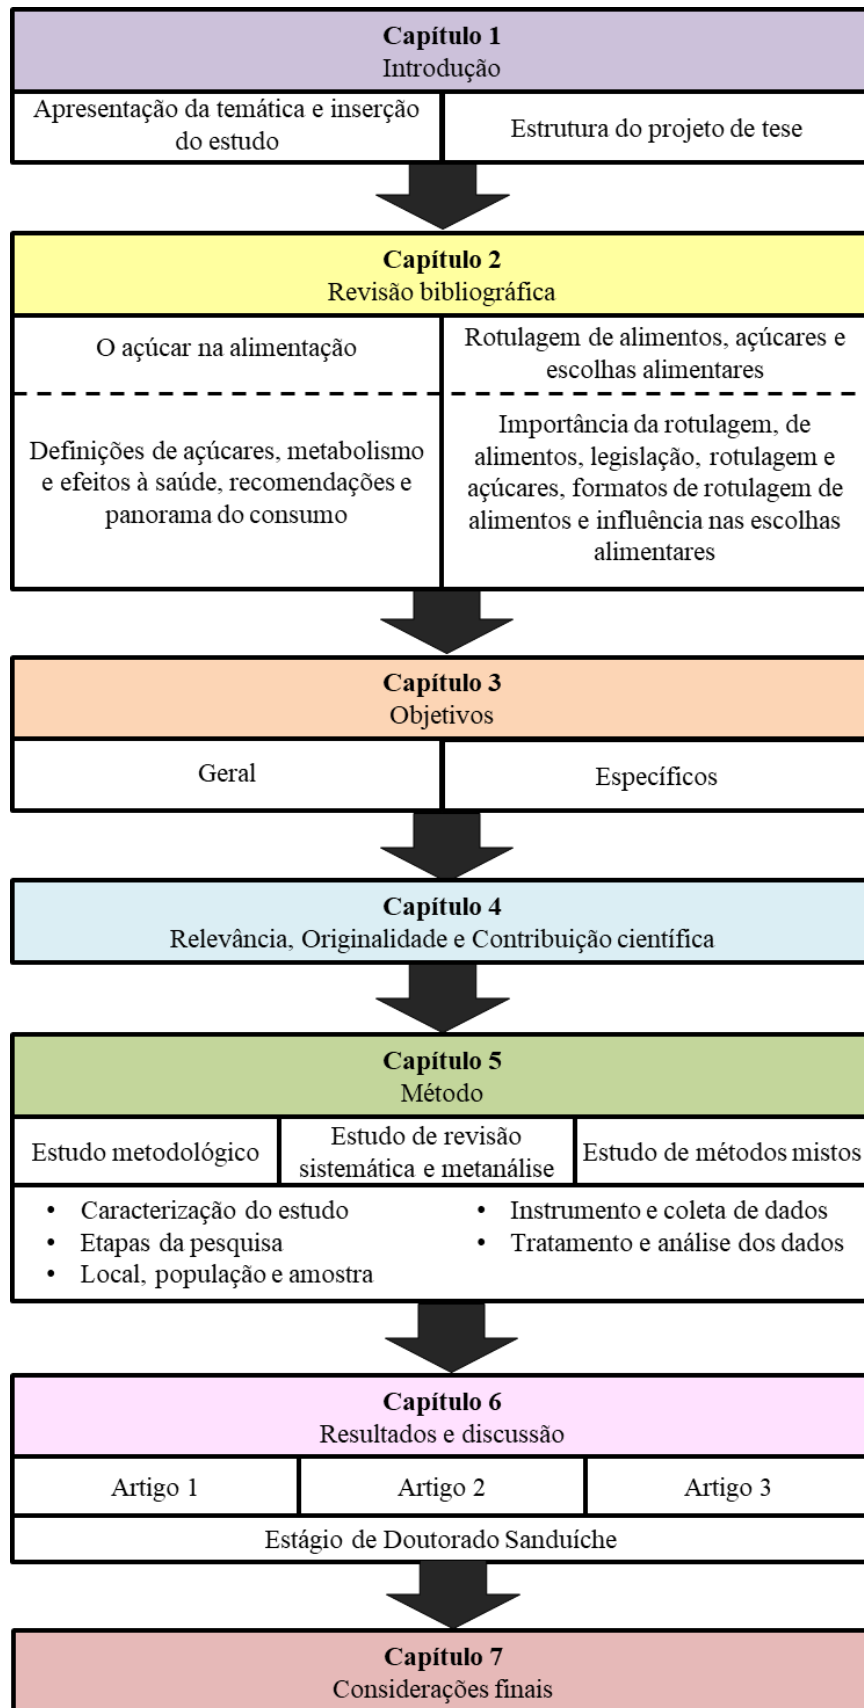 Capítulo 1
Introdução
Apresentação da temática e inserção
do estudo
Estrutura do projeto de tese
Capítulo 2
Revisão bibliográfica
O açúcar na alimentação
Rotulagem de alimentos, açúcares e
escolhas alimentares
Definições de açúcares, metabolismo
e efeitos à saúde, recomendações e
panorama do consumo
Importância da rotulagem, de
alimentos, legislação, rotulagem e
açúcares, formatos de rotulagem de
alimentos e influência nas escolhas
alimentares
Capítulo 3
Objetivos
Geral
Específicos
Capítulo 4
Relevância, Originalidade e Contribuição científica
Capítulo 5
Método
Estudo metodológico
Estudo de revisão
sistemática e metanálise
Estudo de métodos mistos
• Caracterização do estudo
• Etapas da pesquisa
• Local, população e amostra
• Instrumento e coleta de dados
• Tratamento e análise dos dados
Capítulo 6
Resultados e discussão
Artigo 1
Artigo 2
Artigo 3
Estágio de Doutorado Sanduíche
Capítulo 7
Considerações finais